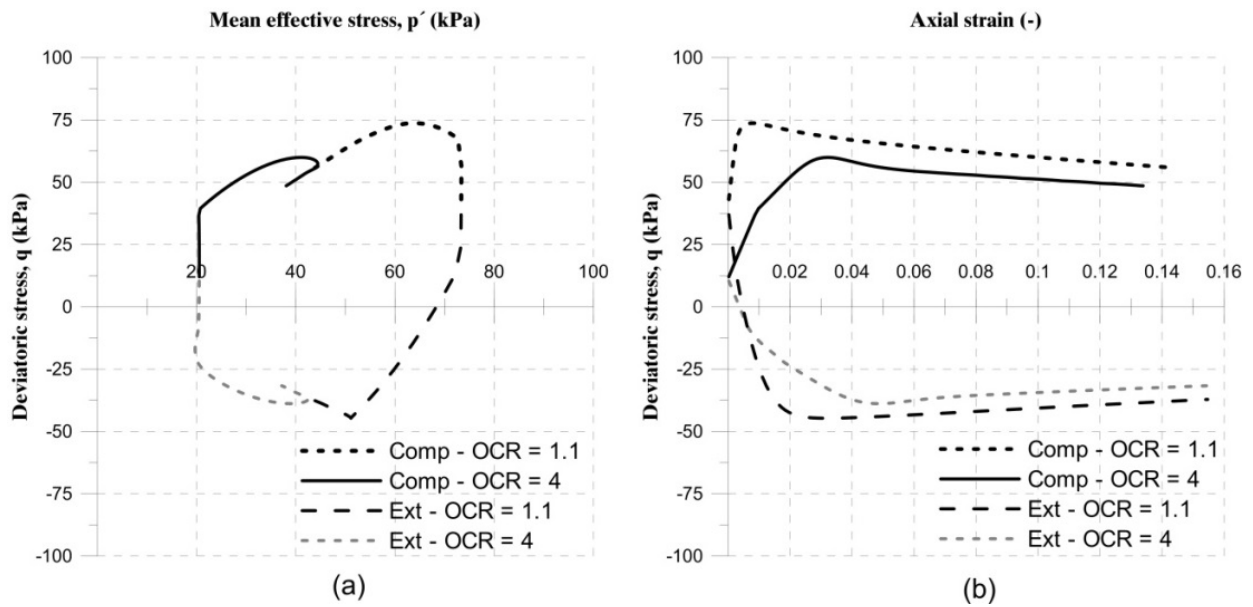 Mean effective stress, p´ (kPa)
100
75
50
25
0
-25
-50
-75
-100
20
40
60
80
100
Deviatoric stress, q (kPa)
Comp - OCR = 1.1
Comp - OCR = 4
Ext - OCR = 1.1
Ext - OCR = 4
(a)
Axial strain (-)
100
75
50
25
0
-25
-50
-75
-100
0.02
0.04
0.06
0.08
0.1
0.12
0.14
0.16
Deviatoric stress, q (kPa)
Comp - OCR = 1.1
Comp - OCR = 4
Ext - OCR = 1.1
Ext - OCR = 4
(b)